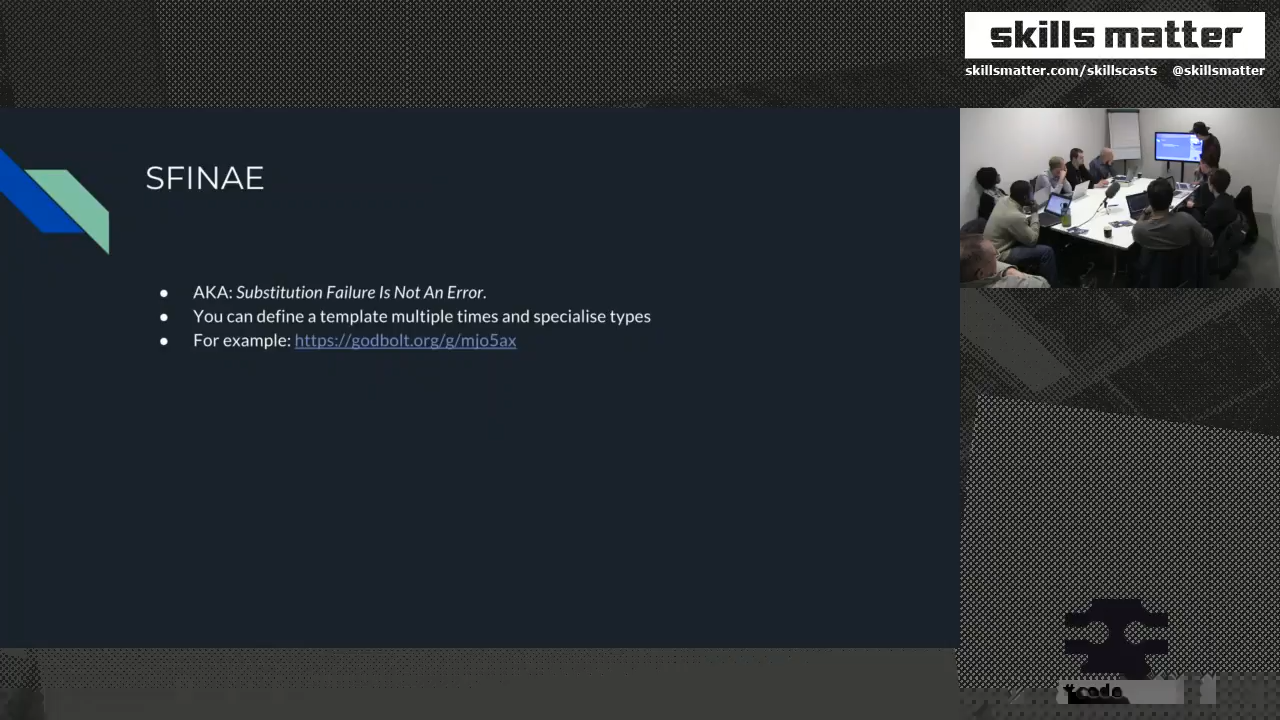 skills matter
skillsmatter.com/skillscasts @skillsmatter
SFINAE
● AKA: Substitution Failure Is Not An Error.
● You can define a template multiple times and specialise types
● For example: https://godbolt.org/g/mjo5ax